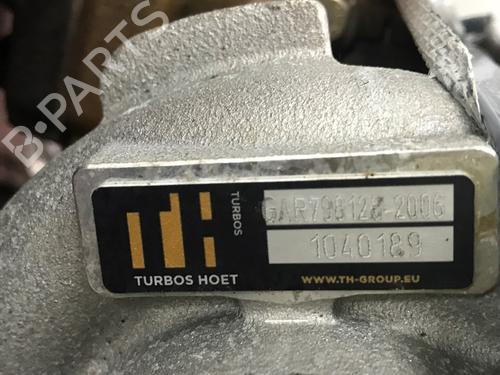 B-PARTS
TURBOS
GAR798128-2006
1040189
TURBOS HOET
WWW.TH-GROUP.EU